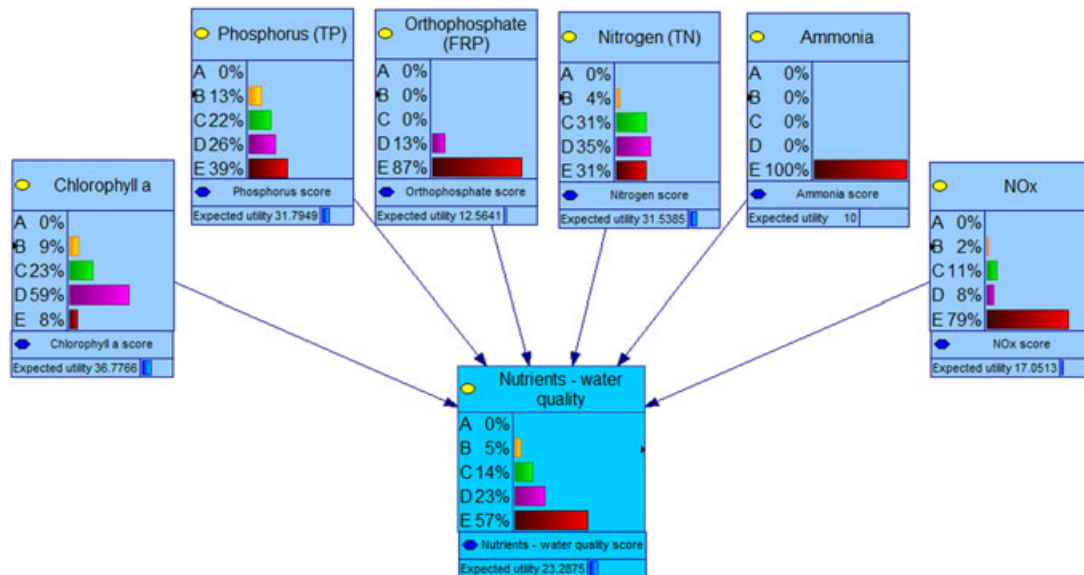 Phosphorus (TP)
A 0%
B 13%
C 22%
D 26%
E 39%
Phosphorus score
Expected utility 31.7949
Orthophosphate
(FRP)
A 0%
B 0%
C 0%
D 13%
E 87%
Orthophosphate score
Expected utility 12.5641
Nitrogen (TN)
A 0%
B 4%
C 31%
D 35%
E 31%
Nitrogen score
Expected utility 31.5385
Ammonia
A 0%
B 0%
C 0%
D 0%
E 100%
Ammonia score
Expected utility 10
Chlorophyll a
A 0%
B 9%
C 23%
D 59%
E 8%
Chlorophyll a score
Expected utility 36.7766
NOx
A 0%
B 2%
C 11%
D 8%
E 79%
NOx score
Expected utility 17.0513
Nutrients - water
quality
A 0%
B 5%
C 14%
D 23%
E 57%
Nutrients - water quality score
Expected utility 23.2875